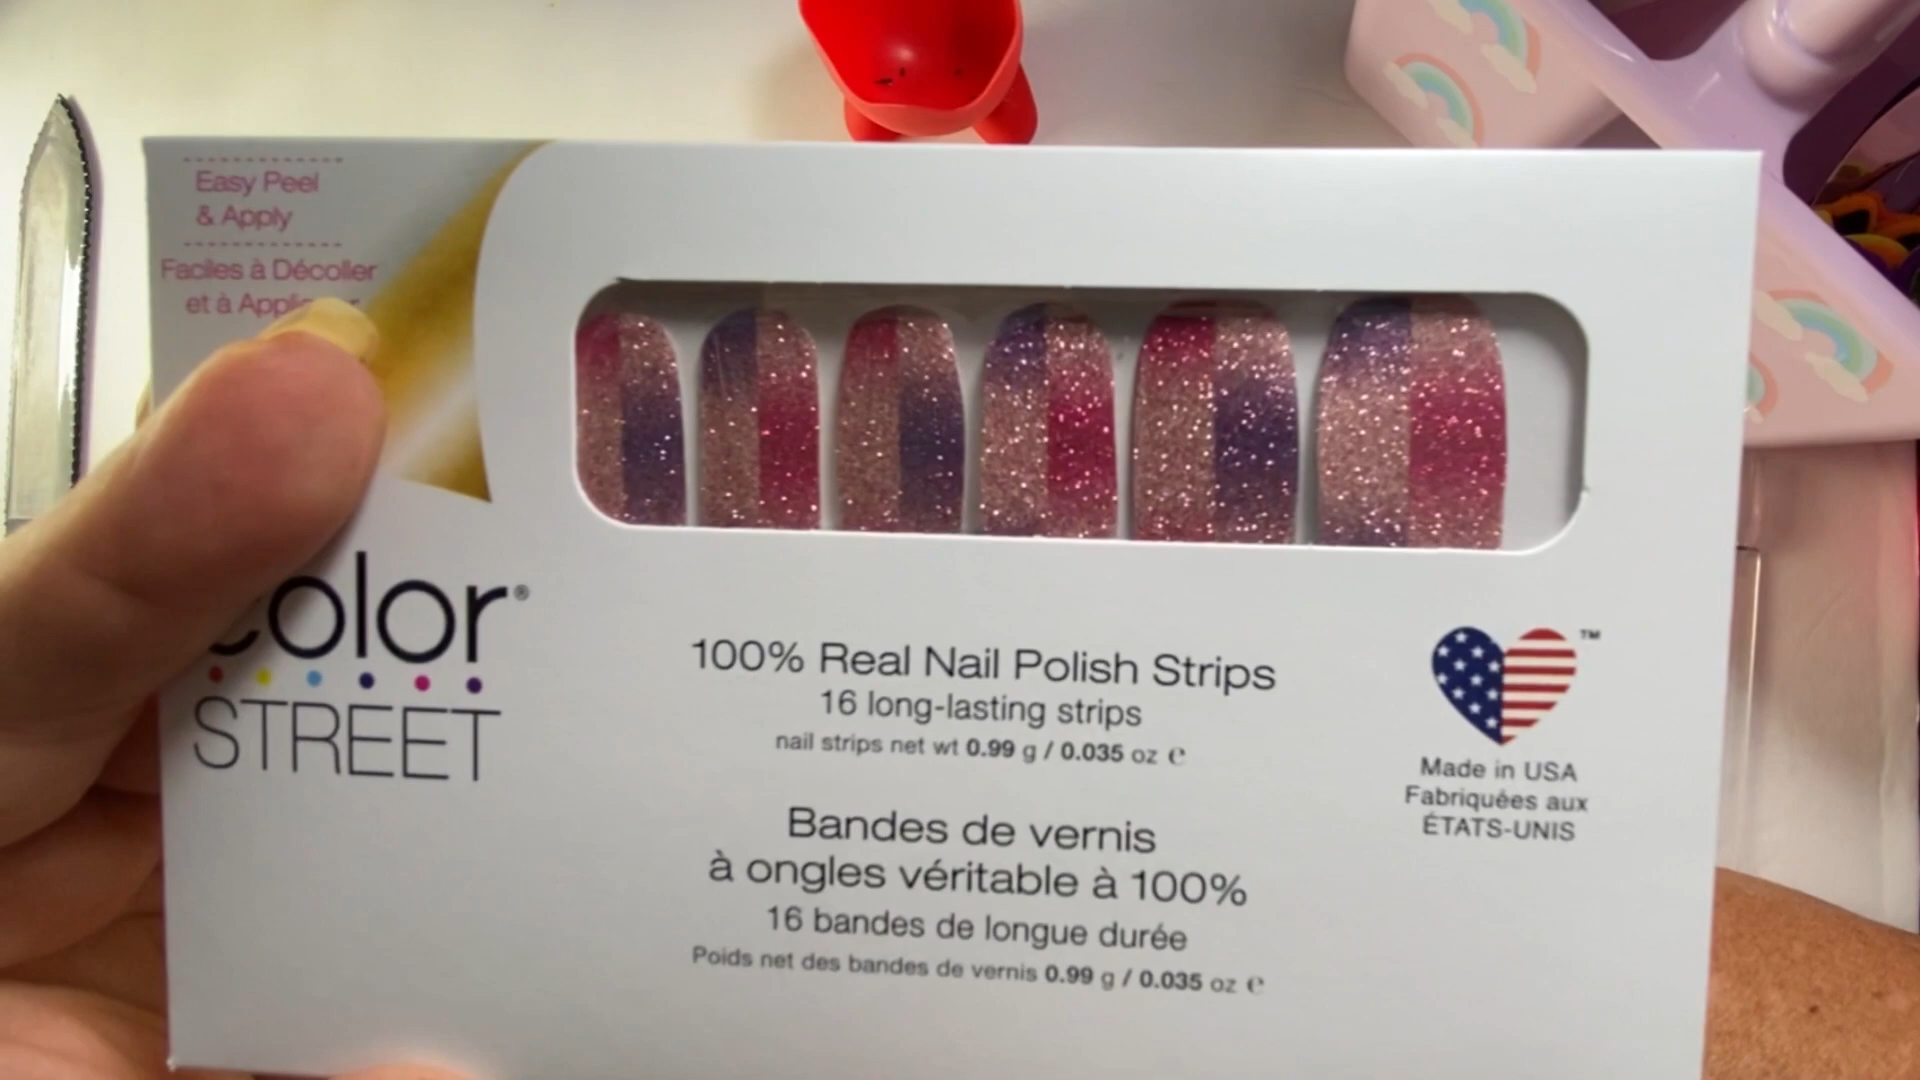 Easy Peel
& Apply
Faciles à Décoller
et à
color®
STREET
100% Real Nail Polish Strips
16 long-lasting strips
nail strips net wt 0.99 g / 0.035 oz ℮
Bandes de vernis
à ongles véritable à 100%
16 bandes de longue durée
Poids net des bandes de vernis 0.99 g / 0.035 oz ℮
TM
Made in USA
Fabriquées aux
ÉTATS-UNIS